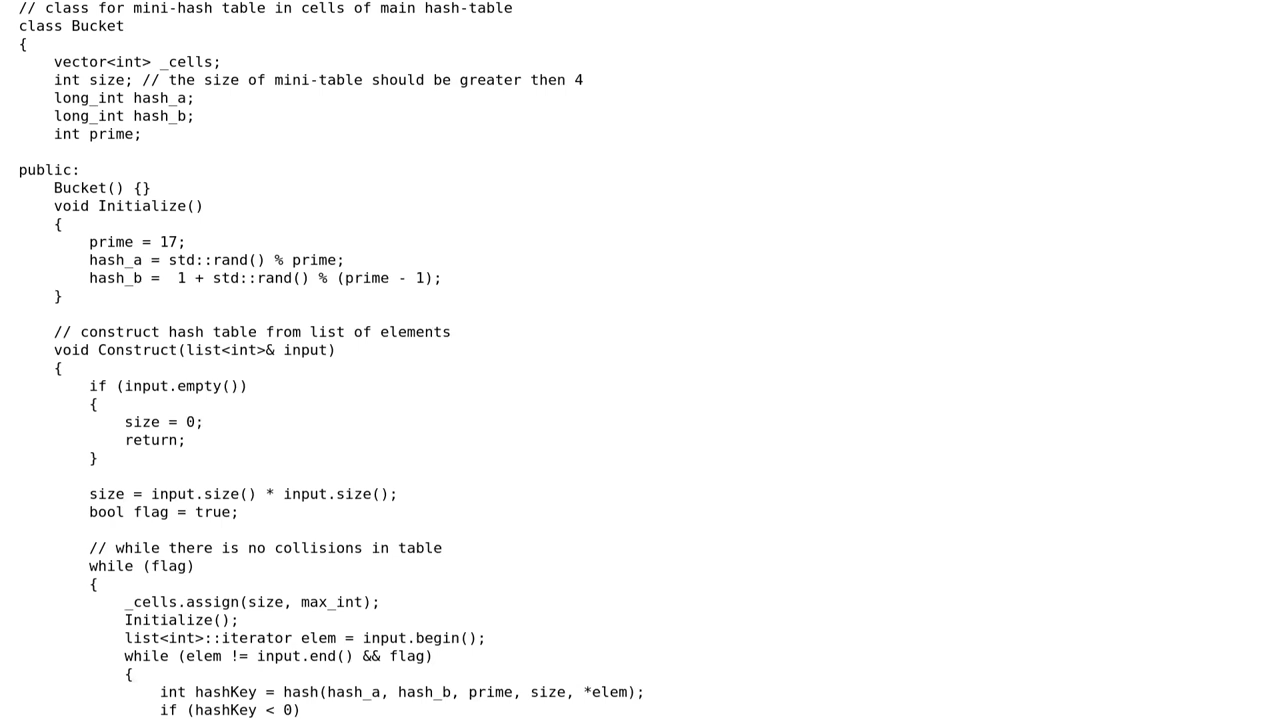 // class for mini-hash table in cells of main hash-table
class Bucket
{
    vector<int> _cells;
    int size; // the size of mini-table should be greater then 4
    long_int hash_a;
    long_int hash_b;
    int prime;

public:
    Bucket() {}
    void Initialize()
    {
        prime = 17;
        hash_a = std::rand() % prime;
        hash_b =  1 + std::rand() % (prime - 1);
    }

    // construct hash table from list of elements
    void Construct(list<int>& input)
    {
        if (input.empty())
        {
            size = 0;
            return;
        }

        size = input.size() * input.size();
        bool flag = true;

        // while there is no collisions in table
        while (flag)
        {
            _cells.assign(size, max_int);
            Initialize();
            list<int>::iterator elem = input.begin();
            while (elem != input.end() && flag)
            {
                int hashKey = hash(hash_a, hash_b, prime, size, *elem);
                if (hashKey < 0)